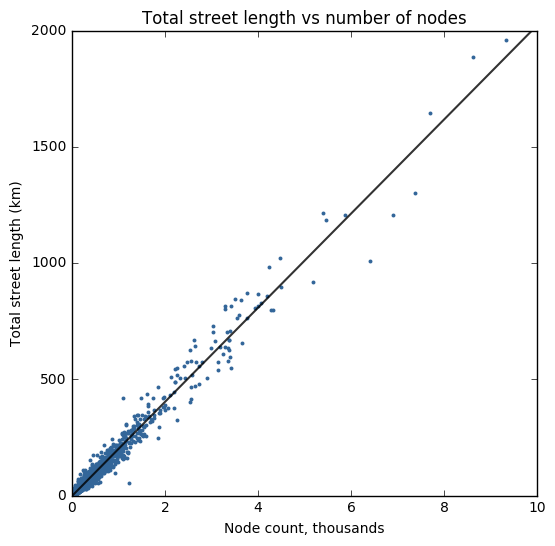 Total street length vs number of nodes
2000
1500
1000
500
0
Total street length (km)
0 2 4 6 8 10
Node count, thousands